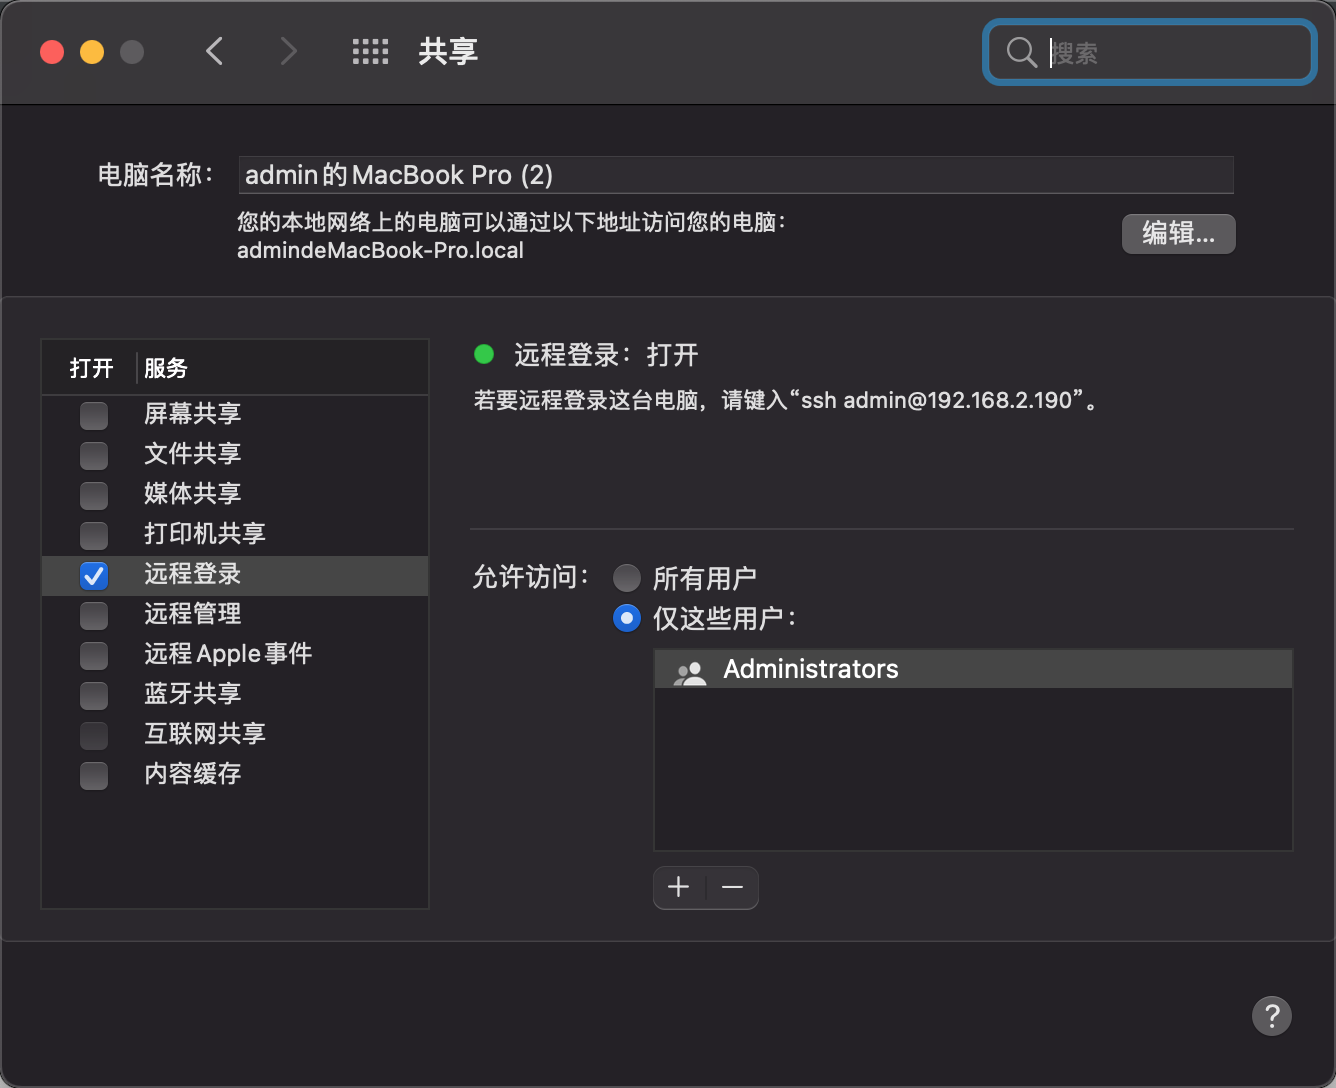 共享
搜索
电脑名称：
admin的MacBook Pro (2)
您的本地网络上的电脑可以通过以下地址访问您的电脑：
admindeMacBook-Pro.local
编辑...
打开
服务
屏幕共享
文件共享
媒体共享
打印机共享
远程登录
远程管理
远程Apple事件
蓝牙共享
互联网共享
内容缓存
远程登录：打开
若要远程登录这台电脑，请键入“ssh admin@192.168.2.190”。
允许访问：
所有用户
仅这些用户：
Administrators
?